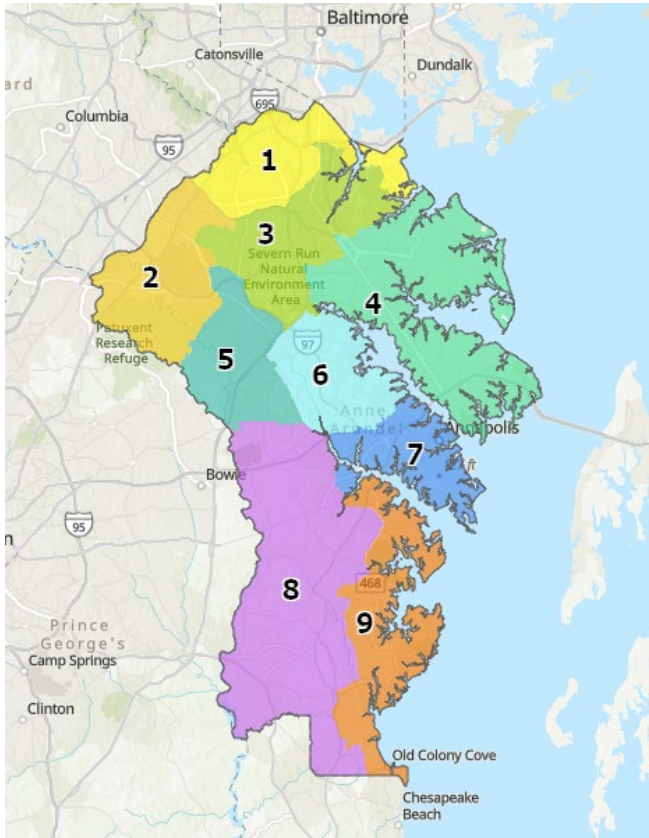 Baltimore
Catonsville
Dundalk
ard
695
Columbia
95
1
3
Severn Run
Natural
Environment
Area
2
4
Patuxent
Research
Refuge
97
5
6
Anne
Arundel
Annapolis
7
ft
Bowie
95
n
468
8
9
Prince
George's
Camp Springs
Clinton
Old Colony Cove
Chesapeake
Beach